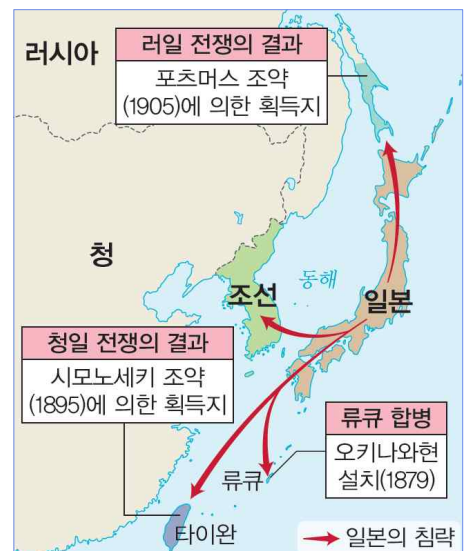 러시아
러일 전쟁의 결과
포츠머스 조약
(1905)에 의한 획득지
청
동해
조선
일본
청일 전쟁의 결과
시모노세키 조약
(1895)에 의한 획득지
류큐 합병
오키나와현
설치(1879)
류큐
타이완
일본의 침략